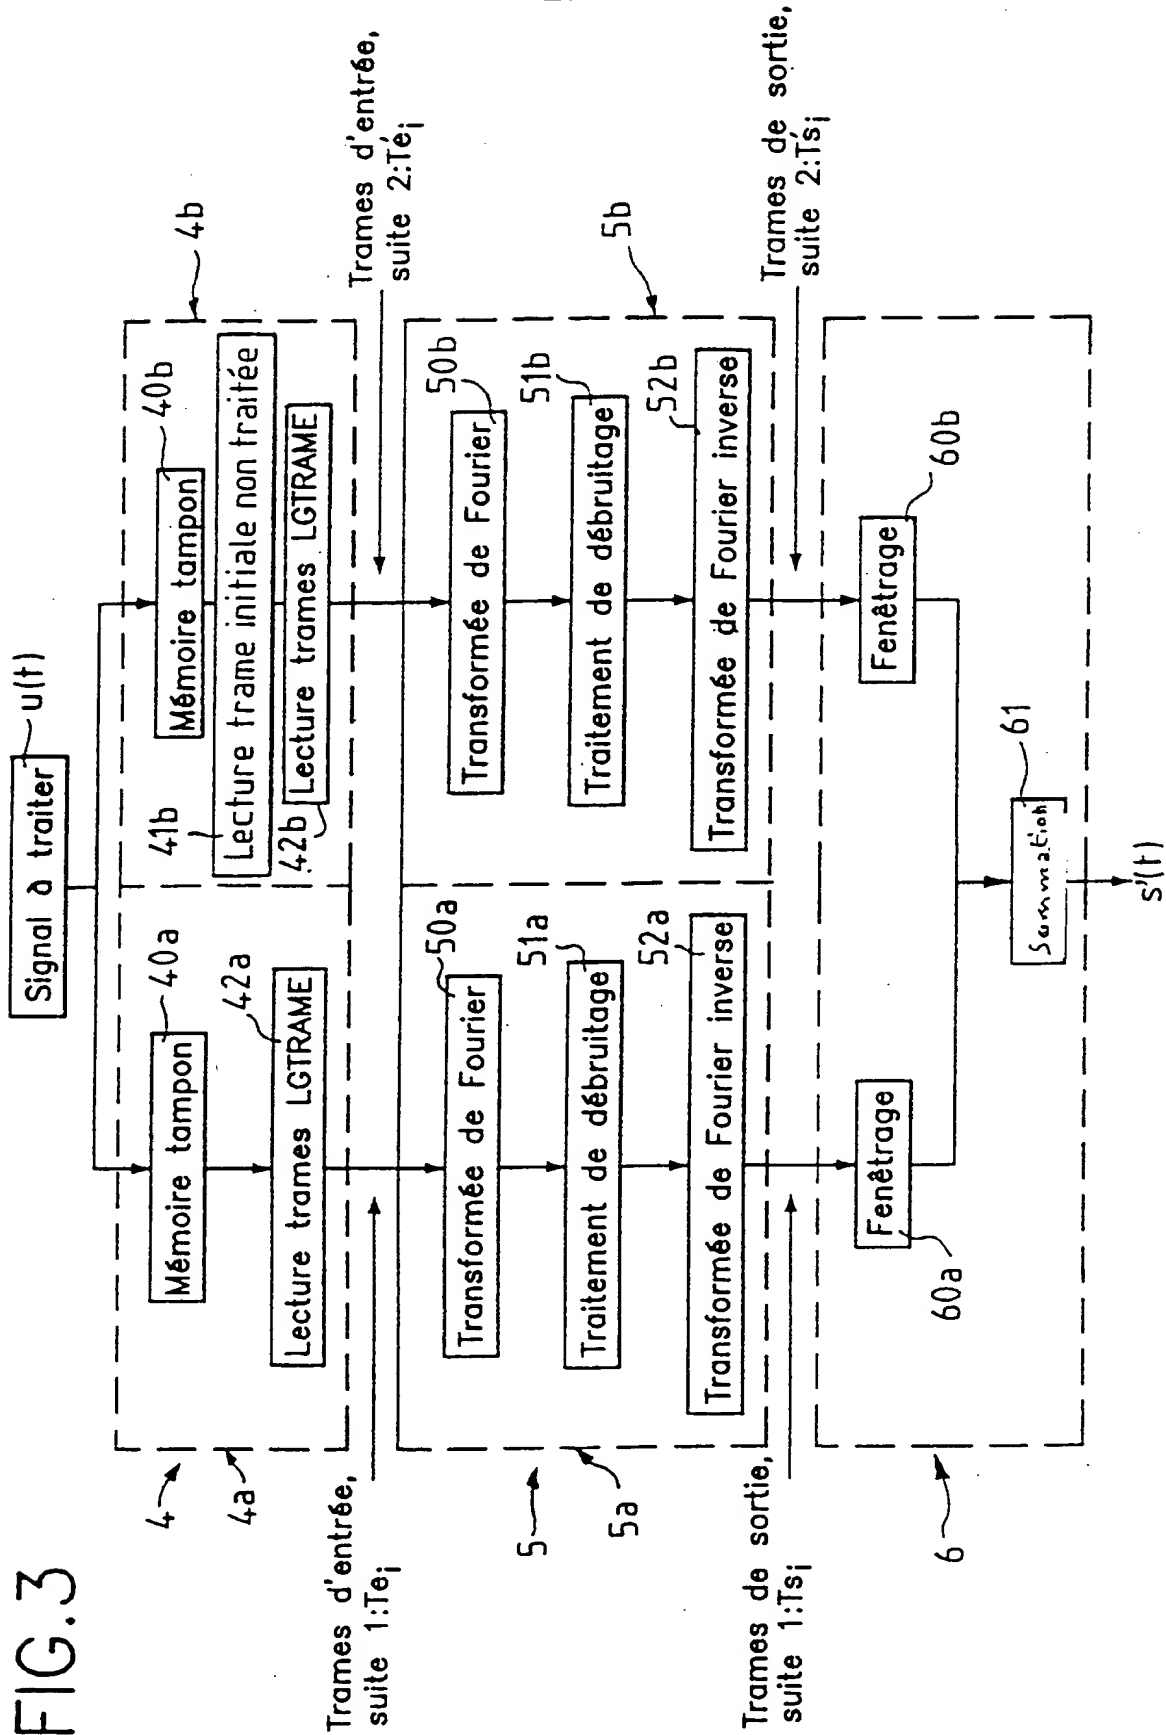 FIG.3
Signal à traiter
u(t)
4
4a
4b
Mémoire tampon
40a
Lecture trames LGTRAME
42a
Mémoire tampon
40b
41b
Lecture trame initiale non traitée
42b
Lecture trames LGTRAME
Trames d'entrée,
suite 1:Te_i
Trames d'entrée,
suite 2:T'e_i
5
5a
5b
Transformée de Fourier
50a
Traitement de débruitage
51a
Transformée de Fourier inverse
52a
Transformée de Fourier
50b
Traitement de débruitage
51b
Transformée de Fourier inverse
52b
Trames de sortie,
suite 1:Ts_i
Trames de sortie,
suite 2:T's_i
6
Fenêtrage
60a
Fenêtrage
60b
Sommation
61
s'(t)